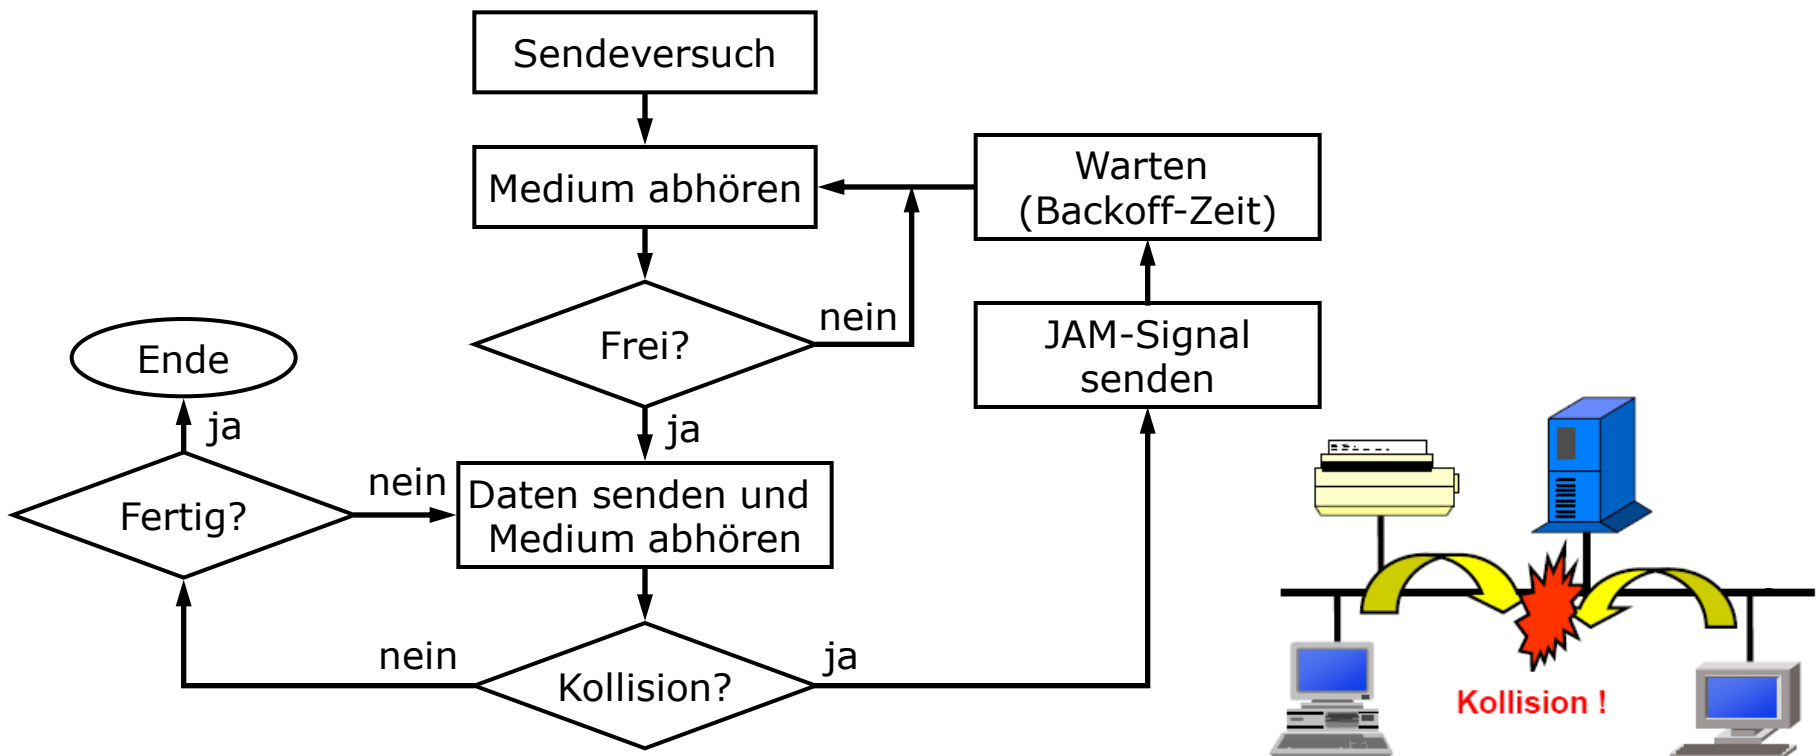 Sendeversuch
Medium abhören
Warten
(Backoff-Zeit)
nein
Frei?
JAM-Signal
senden
Ende
ja
ja
Fertig?
nein
Daten senden und
Medium abhören
nein
Kollision?
ja
Kollision !